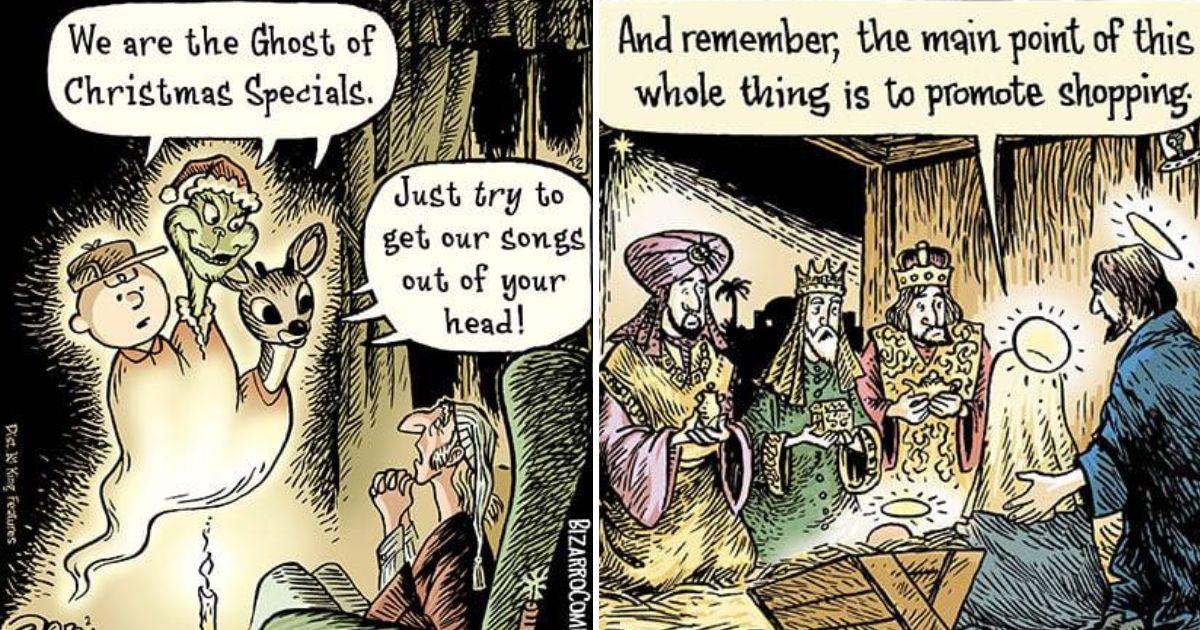 We are the Ghost of
Christmas Specials.
Just try to
get our songs
out of your
head!
Dist. by King Features
BIZARRO.COM
And remember, the main point of this
whole thing is to promote shopping.